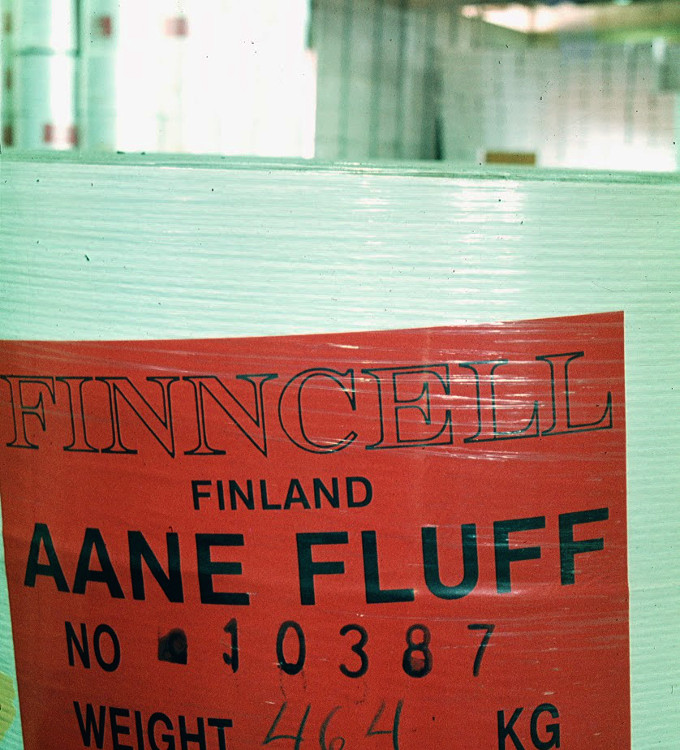 FINNCELL
FINLAND
AANE FLUFF
NO 10387
WEIGHT 464 KG